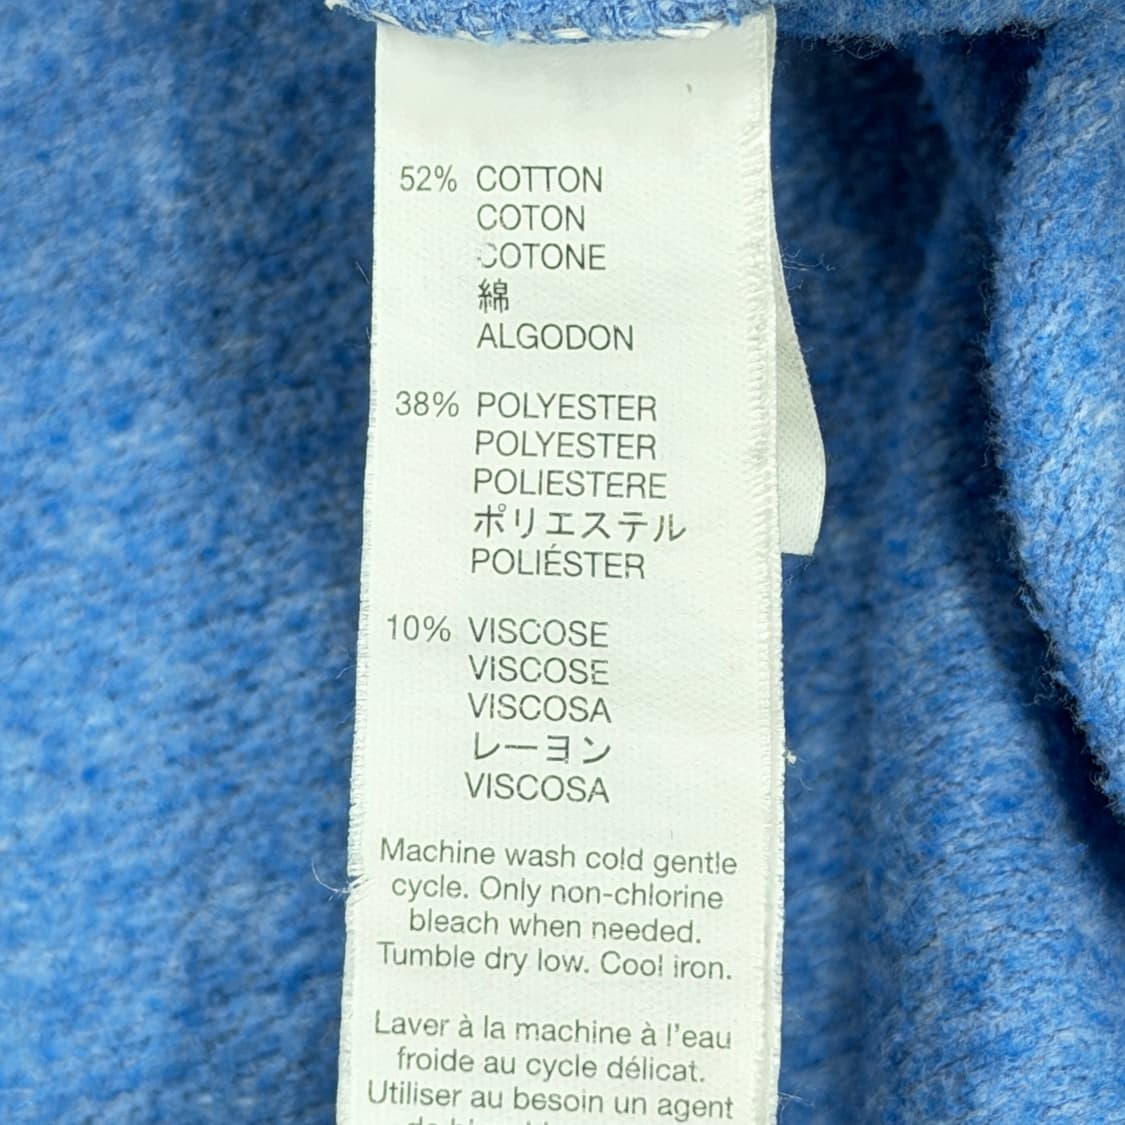 52% COTTON
COTON
COTONE
綿
ALGODON
38% POLYESTER
POLYESTER
POLIESTERE
ポリエステル
POLIÉSTER
10% VISCOSE
VISCOSE
VISCOSA
レーヨン
VISCOSA
Machine wash cold gentle
cycle. Only non-chlorine
bleach when needed.
Tumble dry low. Cool iron.
Laver à la machine à l'eau
froide au cycle délicat.
Utiliser au besoin un agent